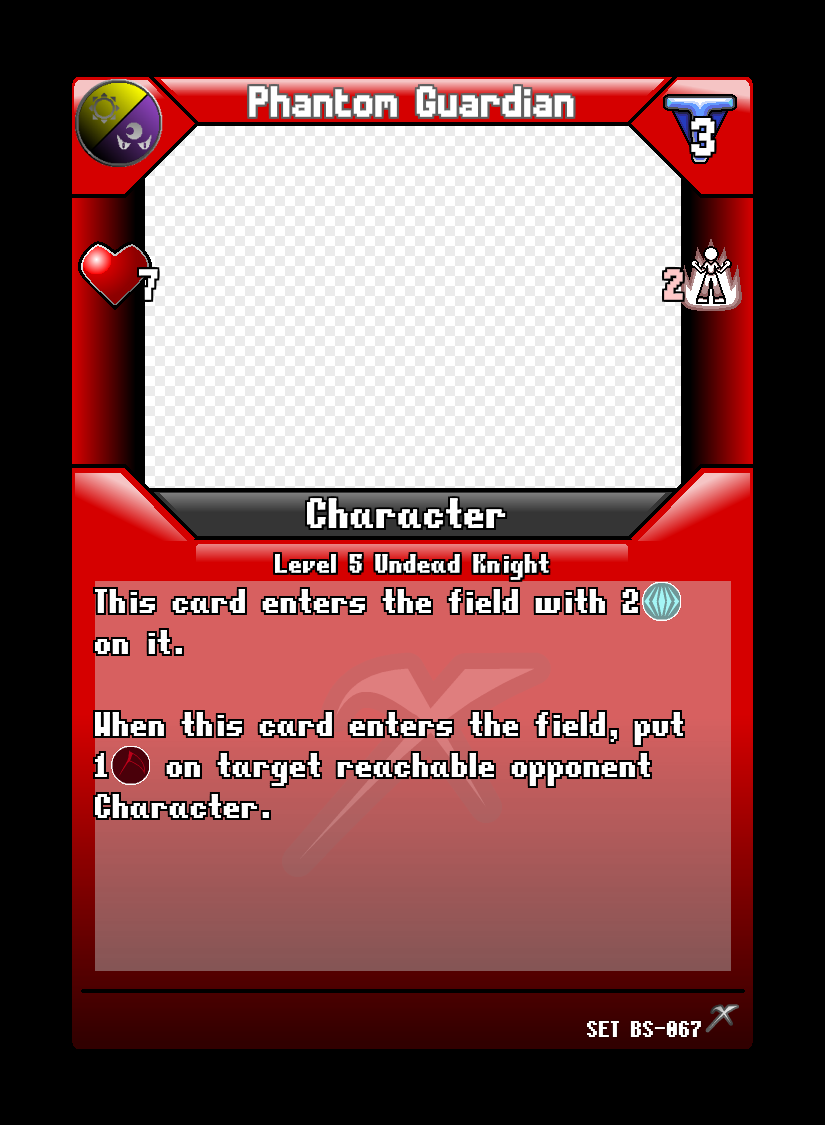 Phantom Guardian
3
7
2
Character
Level 5 Undead Knight
This card enters the field with 2
on it.
When this card enters the field, put
1 on target reachable opponent
Character.
SET BS-067